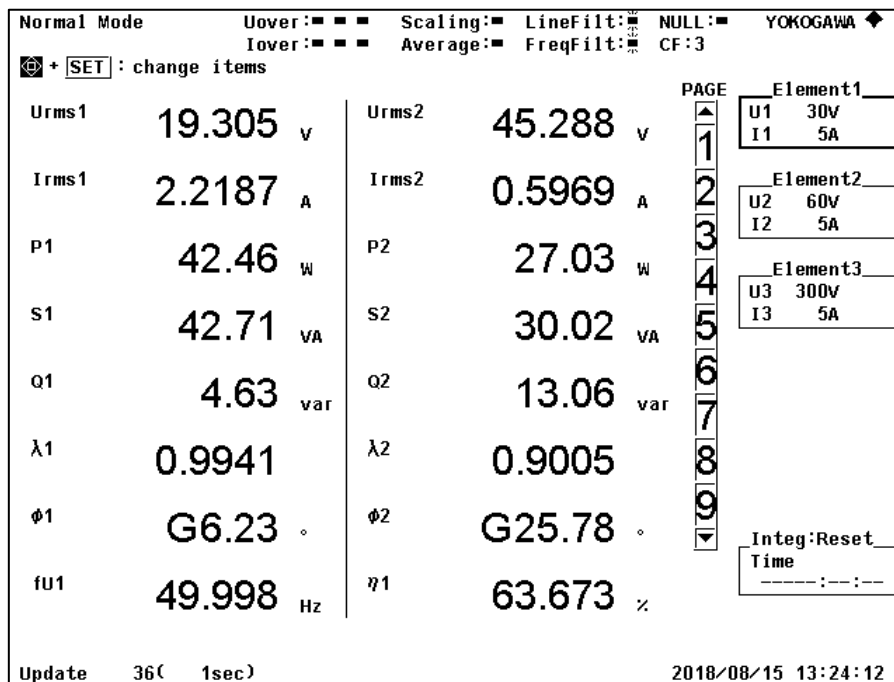 Normal Mode Uover:■ ■ ■ Scaling:■ LineFilt:■ NULL:■ YOKOGAWA ◆
Iover:■ ■ ■ Average:■ FreqFilt:■ CF:3
+ SET : change items
PAGE
1
2
3
4
5
6
7
8
9
Urms1 19.305 V Urms2 45.288 V
Irms1 2.2187 A Irms2 0.5969 A
P1 42.46 W P2 27.03 W
S1 42.71 VA S2 30.02 VA
Q1 4.63 var Q2 13.06 var
λ1 0.9941 λ2 0.9005
φ1 G6.23 ° φ2 G25.78 °
fU1 49.998 Hz η1 63.673 %
Element1
U1 30V
I1 5A
Element2
U2 60V
I2 5A
Element3
U3 300V
I3 5A
Integ:Reset
Time
-----:--:--
Update 36( 1sec) 2018/08/15 13:24:12